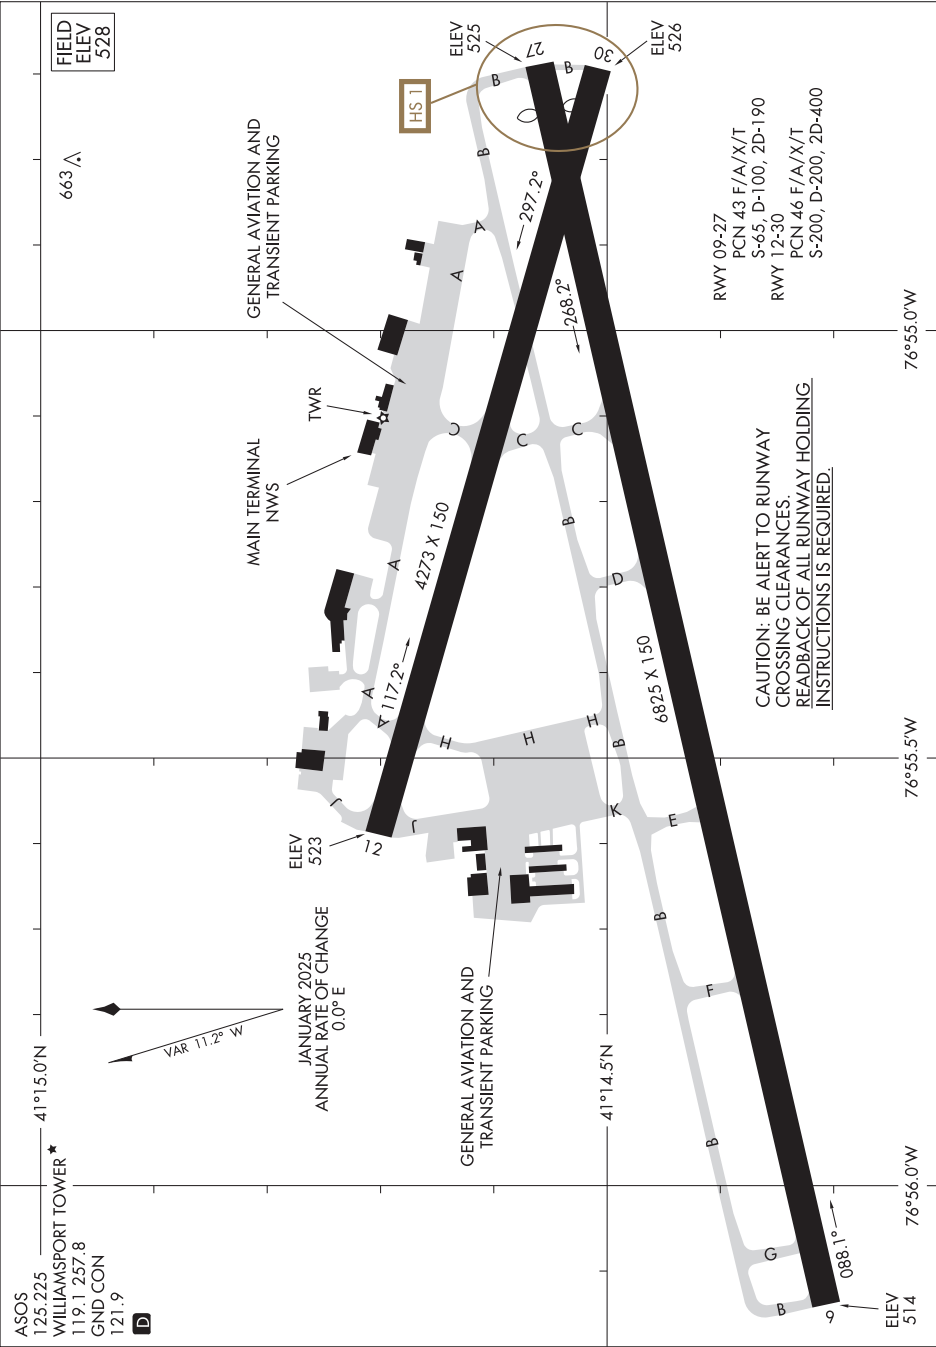 ASOS
125.225
WILLIAMSPORT TOWER★
119.1 257.8
GND CON
121.9
D
FIELD
ELEV
528
663
VAR 11.2° W
JANUARY 2025
ANNUAL RATE OF CHANGE
0.0° E
41°15.0'N
41°14.5'N
76°56.0'W
76°55.5'W
76°55.0'W
MAIN TERMINAL
NWS
TWR
GENERAL AVIATION AND
TRANSIENT PARKING
HS 1
ELEV
525
27
30
ELEV
526
B
B
B
A
A
297.2°
268.2°
C
C
C
A
4273 X 150
B
D
A
A
117.2°
H
H
H
B
6825 X 150
J
J
K
E
ELEV
523
12
GENERAL AVIATION AND
TRANSIENT PARKING
B
F
B
G
B
088.1°
9
ELEV
514
RWY 09-27
PCN 43 F/A/X/T
S-65, D-100, 2D-190
RWY 12-30
PCN 46 F/A/X/T
S-200, D-200, 2D-400
CAUTION: BE ALERT TO RUNWAY
CROSSING CLEARANCES.
READBACK OF ALL RUNWAY HOLDING
INSTRUCTIONS IS REQUIRED.